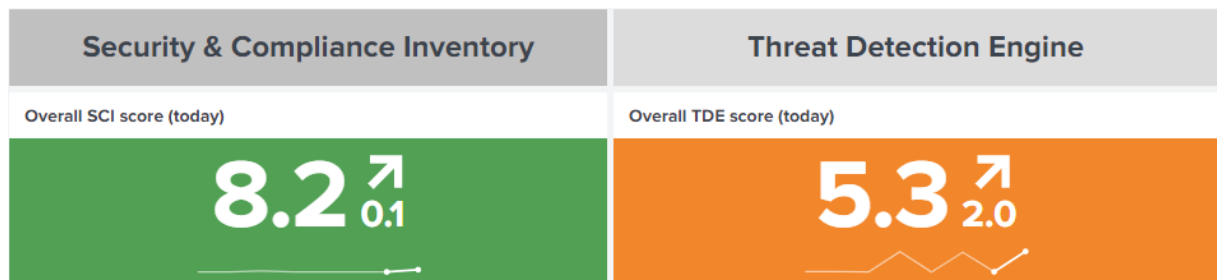 Security & Compliance Inventory
Threat Detection Engine
Overall SCI score (today)
Overall TDE score (today)
8.2 0.1
5.3 2.0